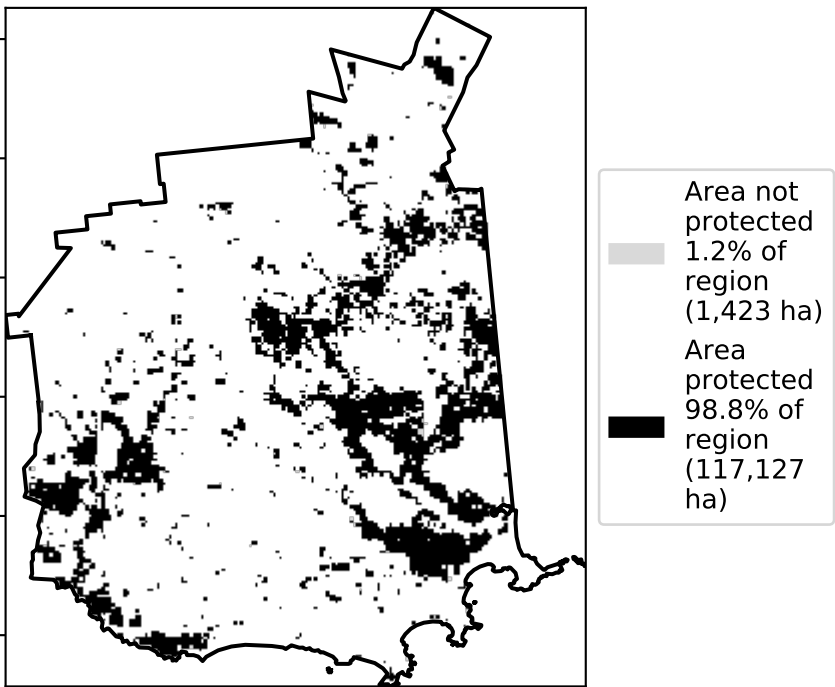 Area not
protected
1.2% of
region
(1,423 ha)
Area
protected
98.8% of
region
(117,127
ha)